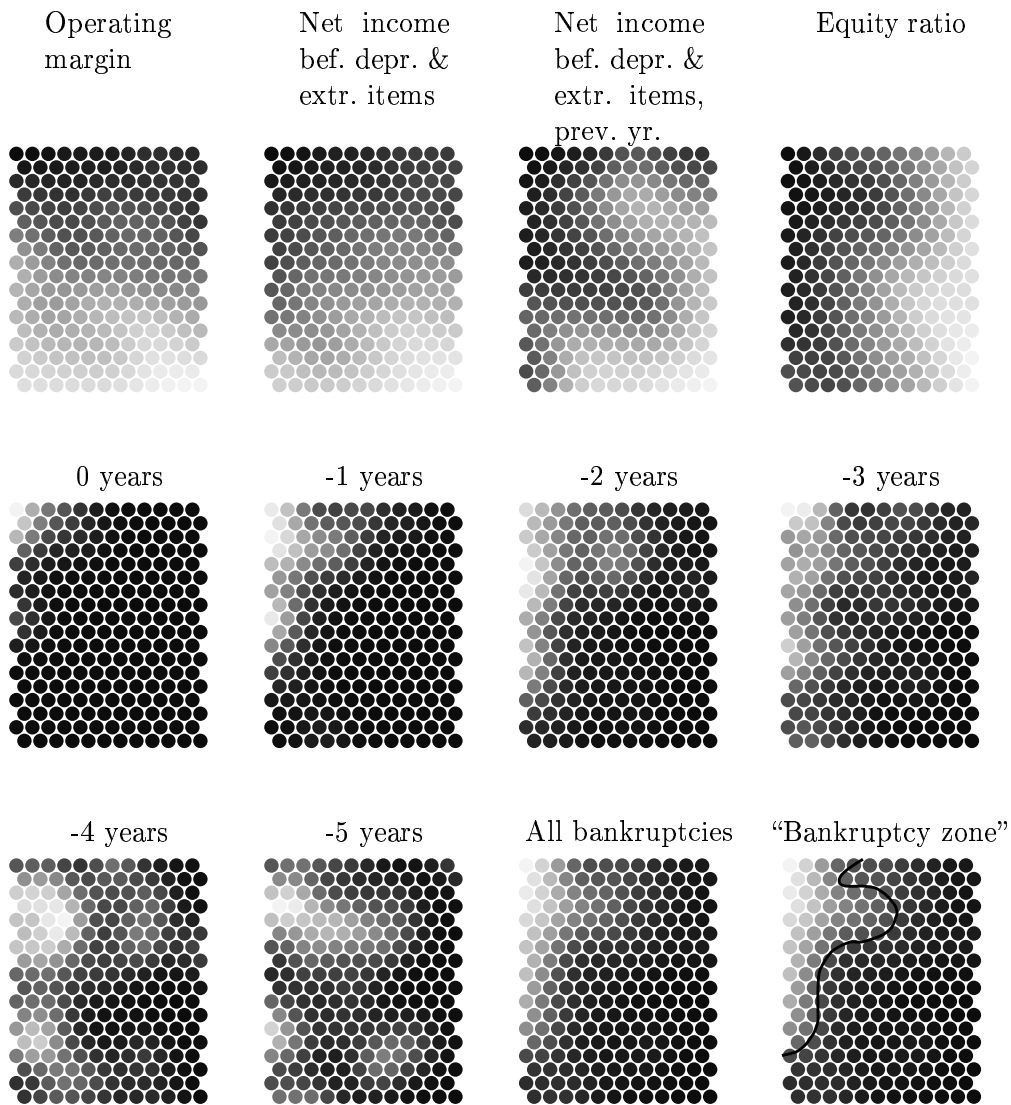 Operating
margin
Net income
bef. depr. &
extr. items
Net income
bef. depr. &
extr. items,
prev. yr.
Equity ratio
0 years
-1 years
-2 years
-3 years
-4 years
-5 years
All bankruptcies
“Bankruptcy zone”